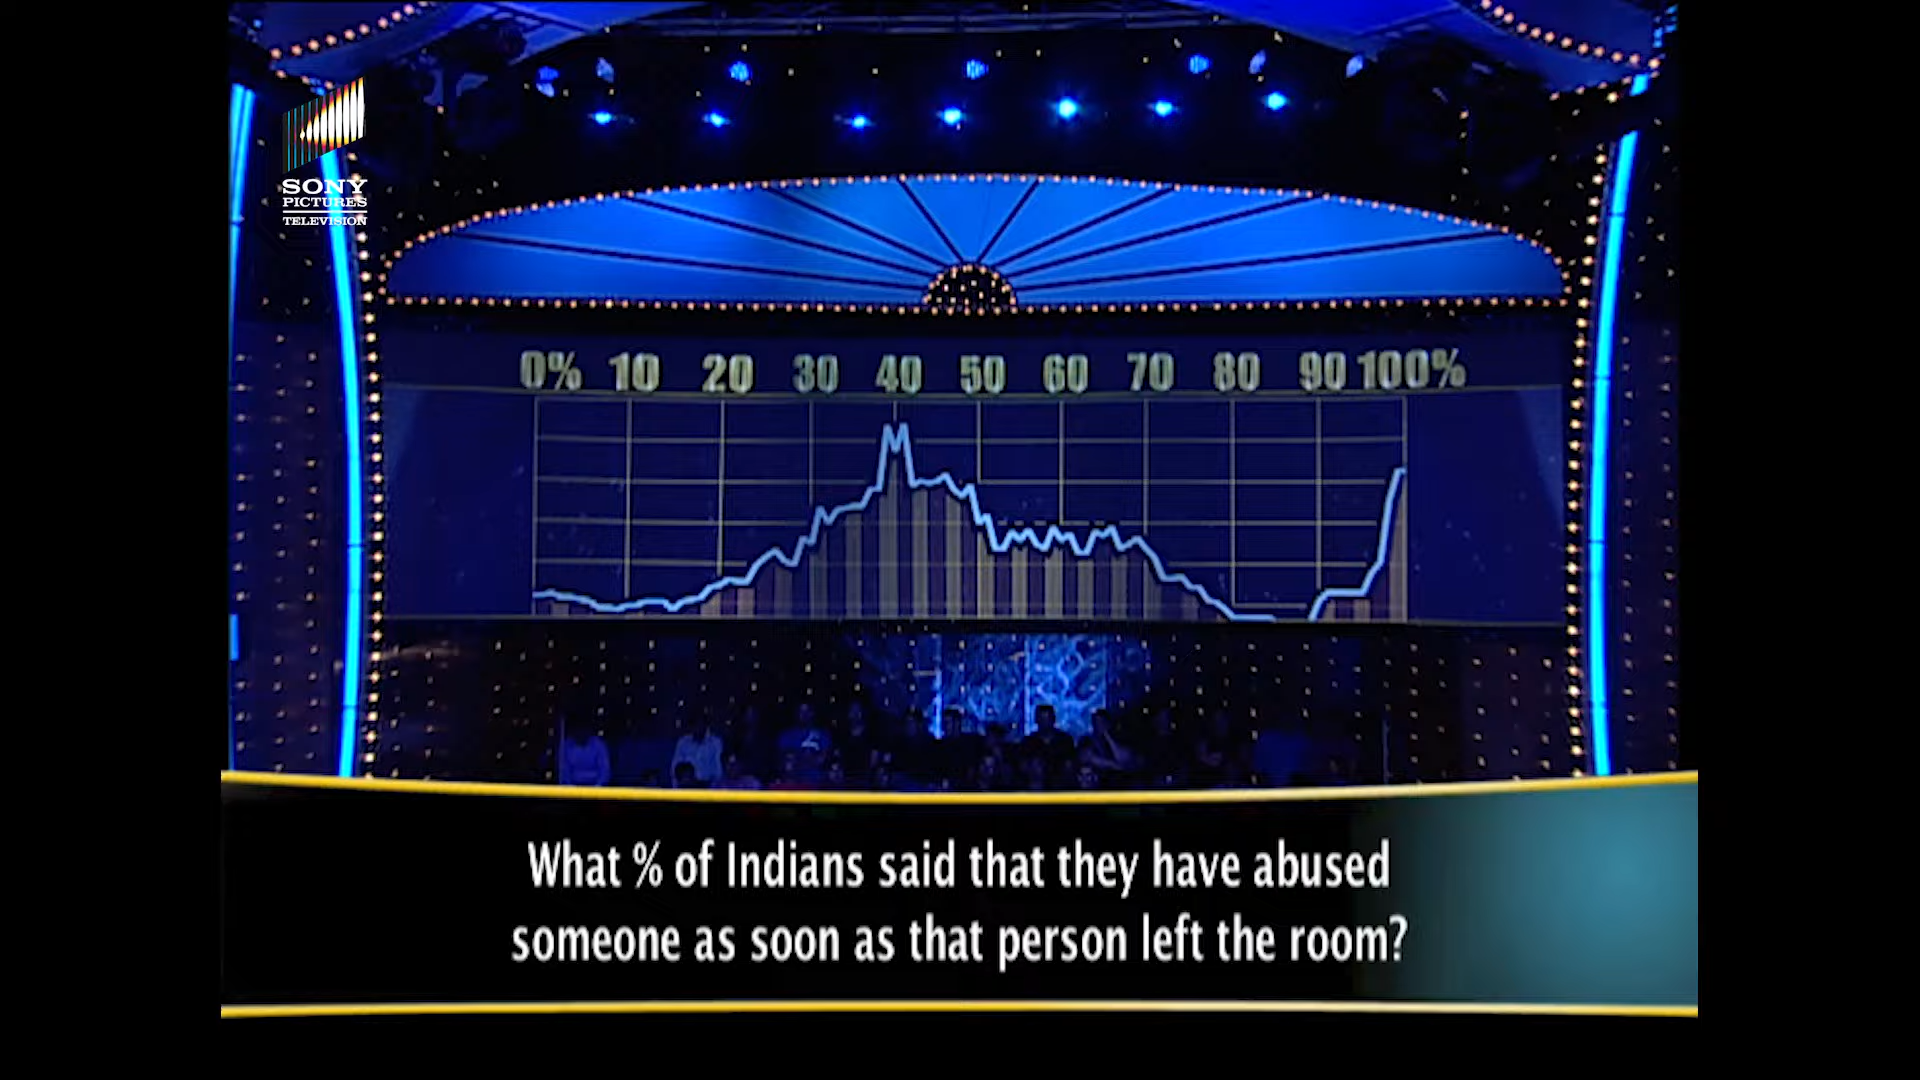 SONY
PICTURES
TELEVISION
0% 10 20 30 40 50 60 70 80 90 100%
What % of Indians said that they have abused
someone as soon as that person left the room?